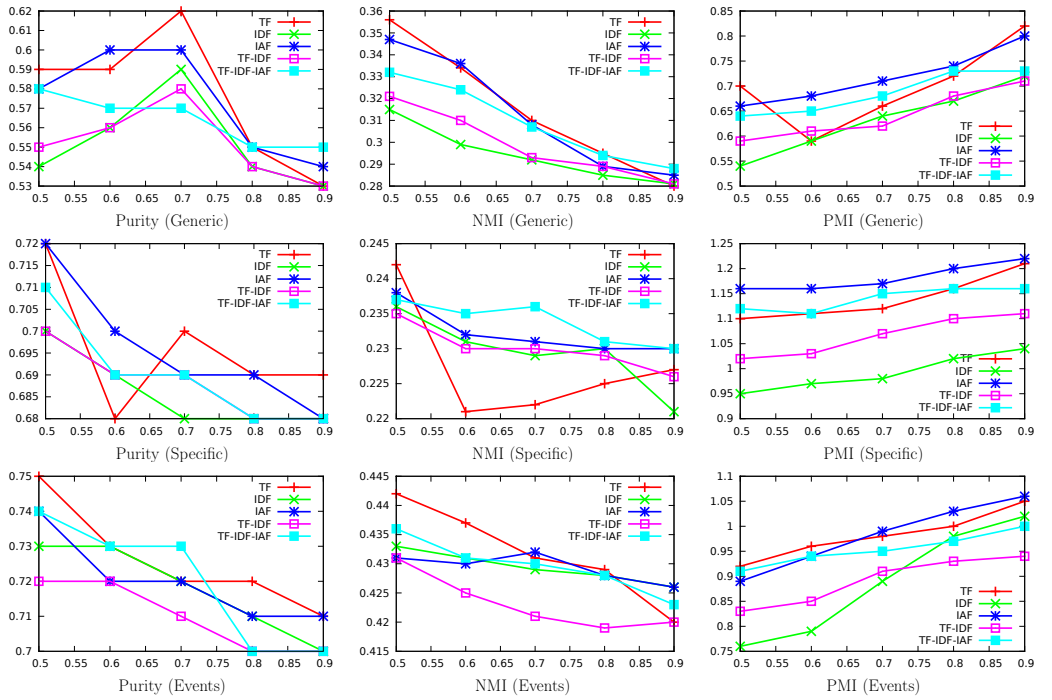 0.62
0.61
0.6
0.59
0.58
0.57
0.56
0.55
0.54
0.53
TF
IDF
IAF
TF-IDF
TF-IDF-IAF
0.5 0.55 0.6 0.65 0.7 0.75 0.8 0.85 0.9
Purity (Generic)
0.36
0.35
0.34
0.33
0.32
0.31
0.3
0.29
0.28
TF
IDF
IAF
TF-IDF
TF-IDF-IAF
0.5 0.55 0.6 0.65 0.7 0.75 0.8 0.85 0.9
NMI (Generic)
0.85
0.8
0.75
0.7
0.65
0.6
0.55
0.5
TF
IDF
IAF
TF-IDF
TF-IDF-IAF
0.5 0.55 0.6 0.65 0.7 0.75 0.8 0.85 0.9
PMI (Generic)
0.72
0.715
0.71
0.705
0.7
0.695
0.69
0.685
0.68
TF
IDF
IAF
TF-IDF
TF-IDF-IAF
0.5 0.55 0.6 0.65 0.7 0.75 0.8 0.85 0.9
Purity (Specific)
0.245
0.24
0.235
0.23
0.225
0.22
TF
IDF
IAF
TF-IDF
TF-IDF-IAF
0.5 0.55 0.6 0.65 0.7 0.75 0.8 0.85 0.9
NMI (Specific)
1.25
1.2
1.15
1.1
1.05
1
0.95
0.9
TF
IDF
IAF
TF-IDF
TF-IDF-IAF
0.5 0.55 0.6 0.65 0.7 0.75 0.8 0.85 0.9
PMI (Specific)
0.75
0.74
0.73
0.72
0.71
0.7
TF
IDF
IAF
TF-IDF
TF-IDF-IAF
0.5 0.55 0.6 0.65 0.7 0.75 0.8 0.85 0.9
Purity (Events)
0.445
0.44
0.435
0.43
0.425
0.42
0.415
TF
IDF
IAF
TF-IDF
TF-IDF-IAF
0.5 0.55 0.6 0.65 0.7 0.75 0.8 0.85 0.9
NMI (Events)
1.1
1.05
1
0.95
0.9
0.85
0.8
0.75
TF
IDF
IAF
TF-IDF
TF-IDF-IAF
0.5 0.55 0.6 0.65 0.7 0.75 0.8 0.85 0.9
PMI (Events)